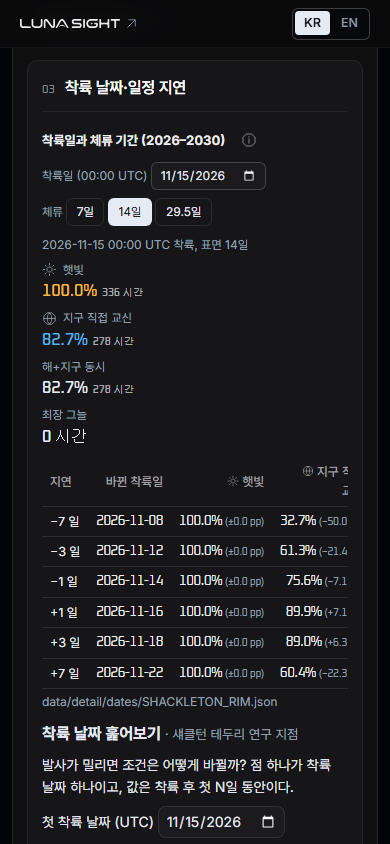 LUNA SIGHT ↗ KR EN
03 착륙 날짜·일정 지연
착륙일과 체류 기간 (2026–2030)
착륙일 (00:00 UTC) 11/15/2026
체류 7일 14일 29.5일
2026-11-15 00:00 UTC 착륙, 표면 14일
햇빛
100.0% 336 시간
지구 직접 교신
82.7% 278 시간
해+지구 동시
82.7% 278 시간
최장 그늘
0 시간
지연 바뀐 착륙일 햇빛 지구
−7 일 2026-11-08 100.0% (±0.0 pp) 32.7% (−50.0
−3 일 2026-11-12 100.0% (±0.0 pp) 61.3% (−21.4
−1 일 2026-11-14 100.0% (±0.0 pp) 75.6% (−7.1
+1 일 2026-11-16 100.0% (±0.0 pp) 89.9% (+7.1
+3 일 2026-11-18 100.0% (±0.0 pp) 89.0% (+6.3
+7 일 2026-11-22 100.0% (±0.0 pp) 60.4% (−22.3
data/detail/dates/SHACKLETON_RIM.json
착륙 날짜 훑어보기 · 섀클턴 테두리 연구 지점
발사가 밀리면 조건은 어떻게 바뀔까? 점 하나가 착륙
날짜 하나이고, 값은 착륙 후 첫 N일 동안이다.
첫 착륙 날짜 (UTC) 11/15/2026